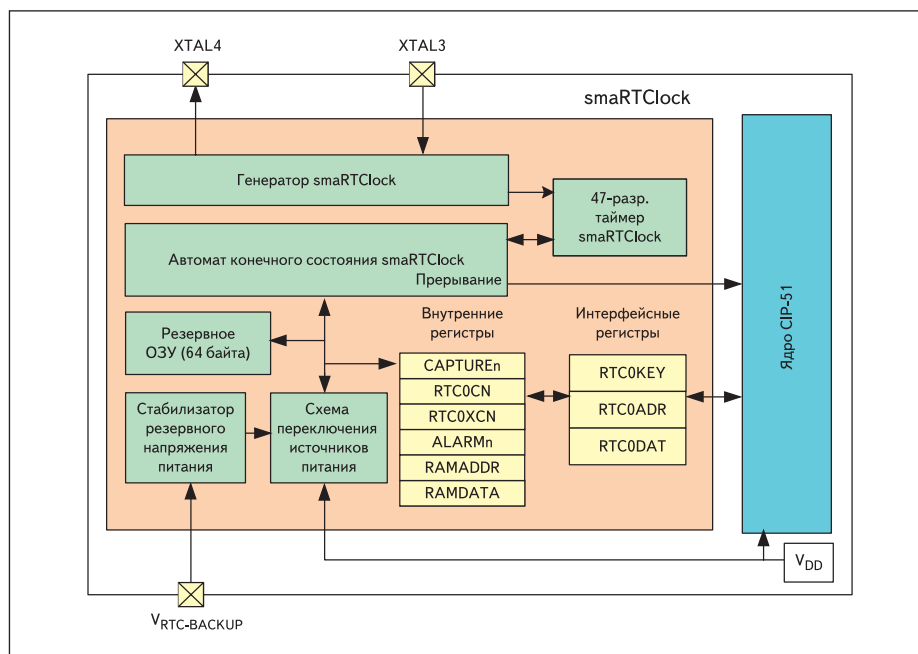 XTAL4
XTAL3
smaRTClock
Генератор smaRTClock
47-разр.
таймер
smaRTClock
Автомат конечного состояния smaRTClock
Прерывание
Ядро CIP-51
Резервное
ОЗУ (64 байта)
Внутренние
регистры
Интерфейсные
регистры
CAPTUREn
RTC0CN
RTC0XCN
ALARMn
RAMADDR
RAMDATA
RTC0KEY
RTC0ADR
RTC0DAT
Стабилизатор
резервного
напряжения
питания
Схема
переключения
источников
питания
VDD
VRTC-BACKUP